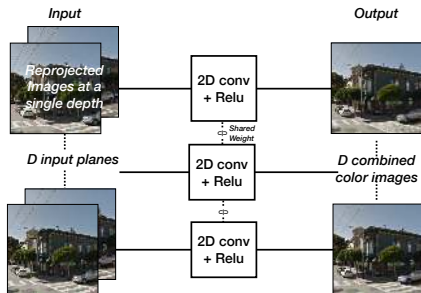 Input
Output
Reprojected
Images at a
single depth
2D conv
+ Relu
Shared
Weight
D input planes
2D conv
+ Relu
D combined
color images
2D conv
+ Relu